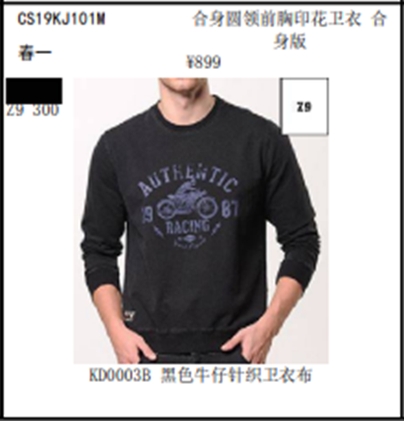 CS19KJ101M
合身圆领前胸印花卫衣 合
身版
春一
¥899
Z9 300
Z9
AUTHENTIC
19 87
RACING
KD0003B 黑色牛仔针织卫衣布